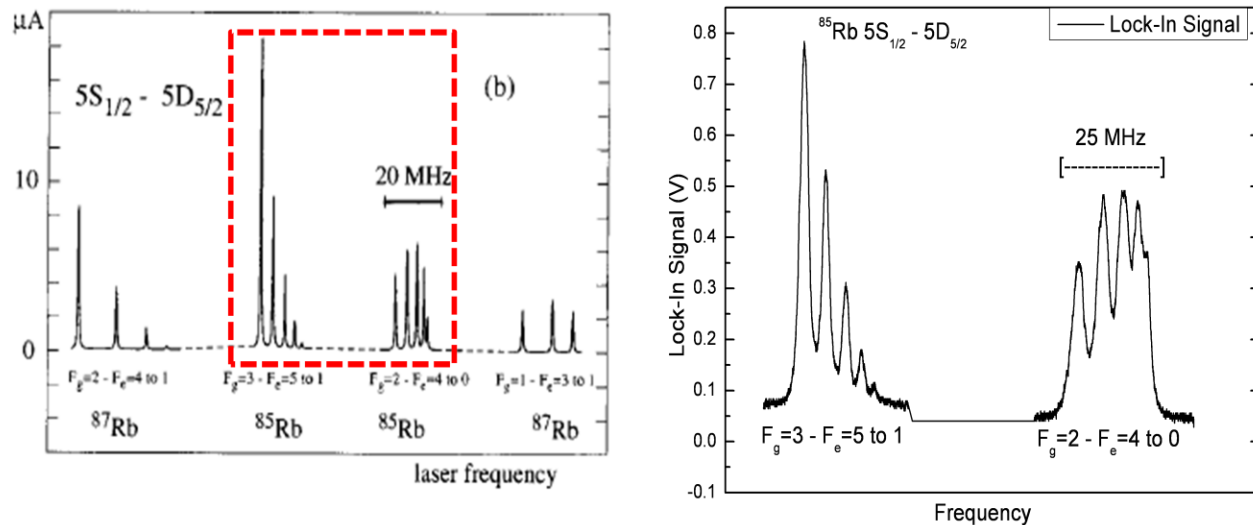 µA
5S1/2 - 5D5/2
(b)
20 MHz
10
0
Fg=2 - Fe=4 to 1
Fg=3 - Fe=5 to 1
Fg=2 - Fe=4 to 0
Fg=1 - Fe=3 to 1
87Rb
85Rb
85Rb
87Rb
laser frequency
85Rb 5S1/2 - 5D5/2
Lock-In Signal
25 MHz
0.8
0.7
0.6
0.5
0.4
0.3
0.2
0.1
0.0
-0.1
Lock-In Signal (V)
Fg=3 - Fe=5 to 1
Fg=2 - Fe=4 to 0
Frequency